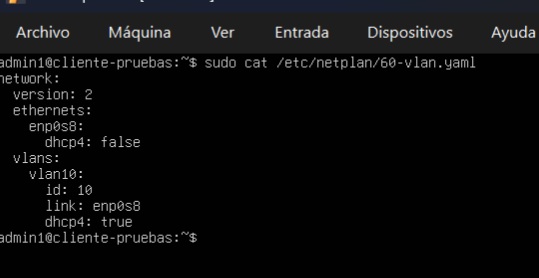 Archivo Máquina Ver Entrada Dispositivos Ayuda
admin1@cliente-pruebas:~$ sudo cat /etc/netplan/60-vlan.yaml
network:
  version: 2
  ethernets:
    enp0s8:
      dhcp4: false
  vlans:
    vlan10:
      id: 10
      link: enp0s8
      dhcp4: true
admin1@cliente-pruebas:~$